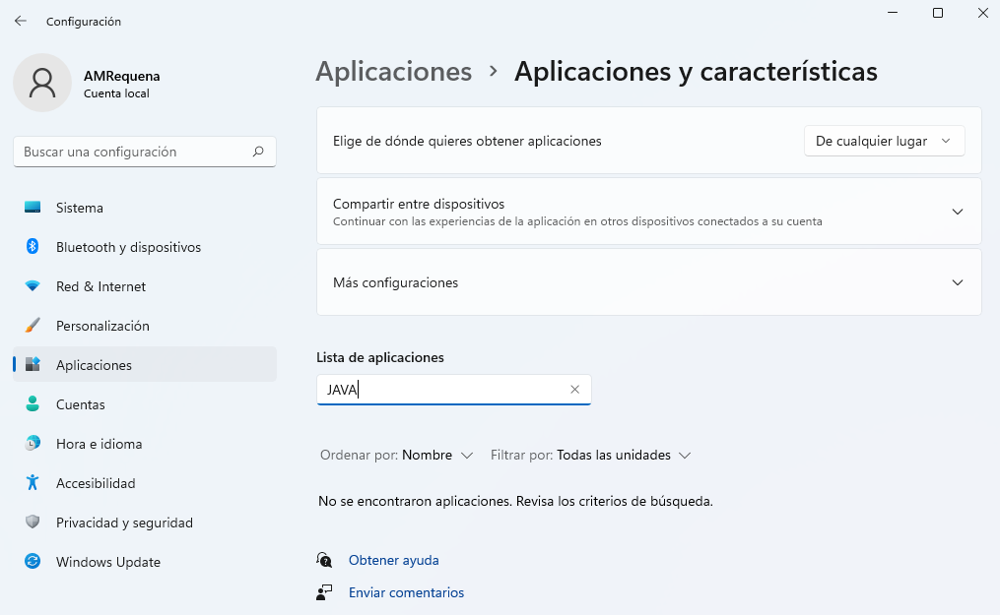 Configuración
AMRequena
Cuenta local
Buscar una configuración
Sistema
Bluetooth y dispositivos
Red & Internet
Personalización
Aplicaciones
Cuentas
Hora e idioma
Accesibilidad
Privacidad y seguridad
Windows Update
Aplicaciones › Aplicaciones y características
Elige de dónde quieres obtener aplicaciones De cualquier lugar
Compartir entre dispositivos
Continuar con las experiencias de la aplicación en otros dispositivos conectados a su cuenta
Más configuraciones
Lista de aplicaciones
JAVA
Ordenar por: Nombre Filtrar por: Todas las unidades
No se encontraron aplicaciones. Revisa los criterios de búsqueda.
Obtener ayuda
Enviar comentarios